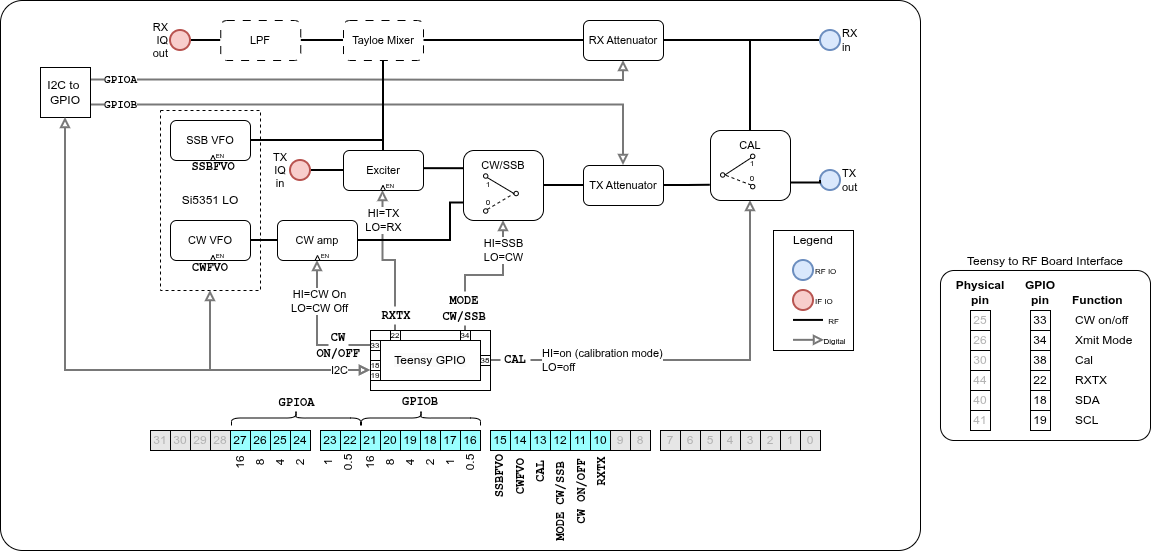 RX
IQ
out
LPF
Tayloe Mixer
RX Attenuator
RX
in
I2C to
GPIO
GPIOA
GPIOB
SSB VFO
EN
SSBFVO
TX
IQ
in
Exciter
EN
CW/SSB
1
0
TX Attenuator
CAL
1
0
TX
out
Si5351 LO
CW VFO
EN
CWFVO
CW amp
EN
HI=TX
LO=RX
HI=SSB
LO=CW
HI=CW On
LO=CW Off
RXTX
MODE
CW/SSB
CW
ON/OFF
22
34
33
18
19
38
Teensy GPIO
CAL
HI=on (calibration mode)
LO=off
I2C
Legend
RF IO
IF IO
RF
Digital
Teensy to RF Board Interface
Physical
pin
GPIO
pin
Function
25 33 CW on/off
26 34 Xmit Mode
30 38 Cal
44 22 RXTX
40 18 SDA
41 19 SCL
GPIOA
GPIOB
31 30 29 28 27 26 25 24 23 22 21 20 19 18 17 16 15 14 13 12 11 10 9 8 7 6 5 4 3 2 1 0
16 8 4 2 1 0.5 16 8 4 2 1 0.5
SSBFVO
CWFVO
CAL
MODE CW/SSB
CW ON/OFF
RXTX